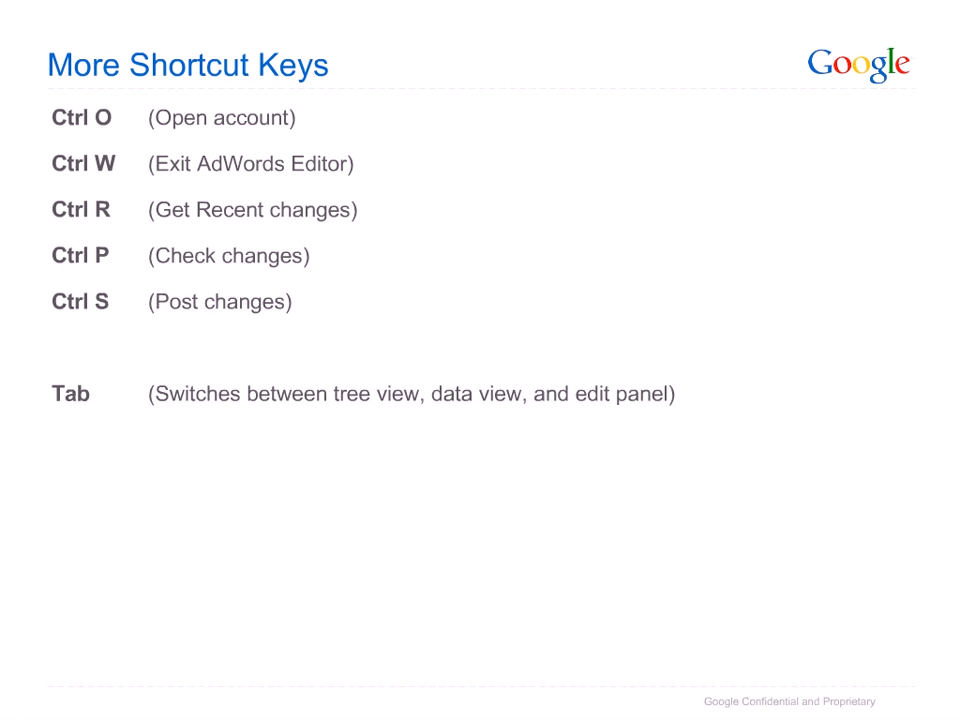 More Shortcut Keys
Google
Ctrl O (Open account)
Ctrl W (Exit AdWords Editor)
Ctrl R (Get Recent changes)
Ctrl P (Check changes)
Ctrl S (Post changes)
Tab (Switches between tree view, data view, and edit panel)
Google Confidential and Proprietary